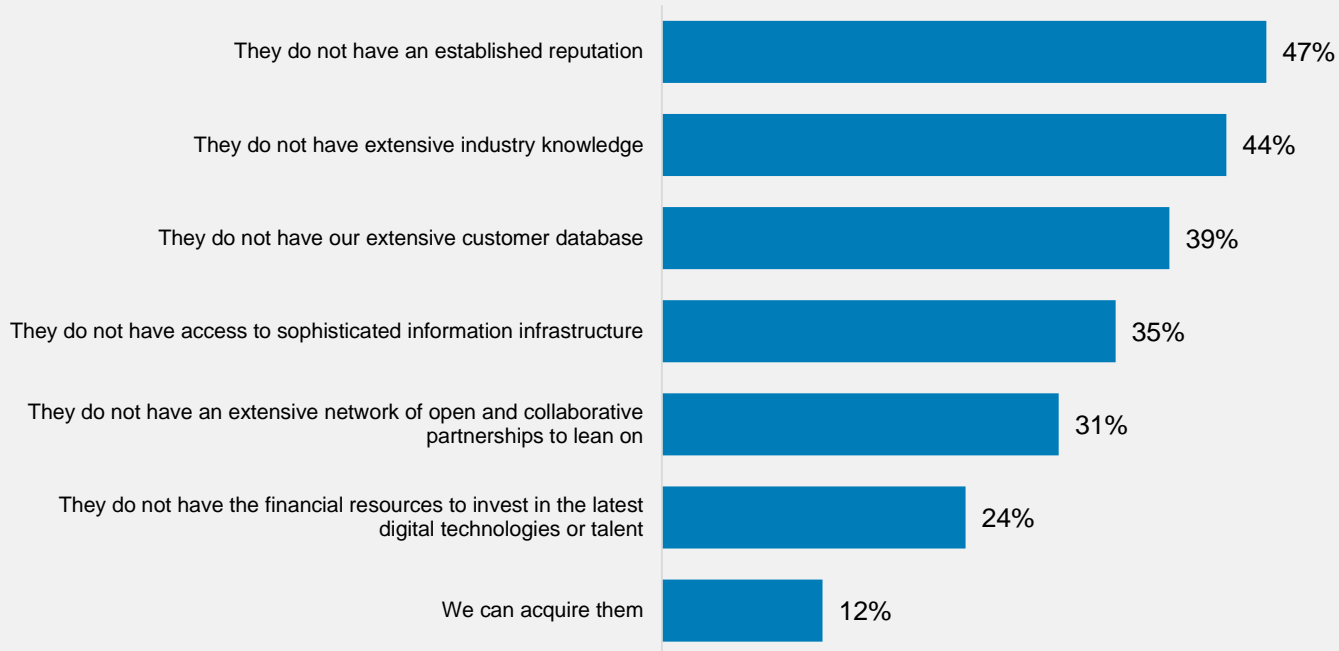 They do not have an established reputation
47%
They do not have extensive industry knowledge
44%
They do not have our extensive customer database
39%
They do not have access to sophisticated information infrastructure
35%
They do not have an extensive network of open and collaborative
partnerships to lean on
31%
They do not have the financial resources to invest in the latest
digital technologies or talent
24%
We can acquire them
12%